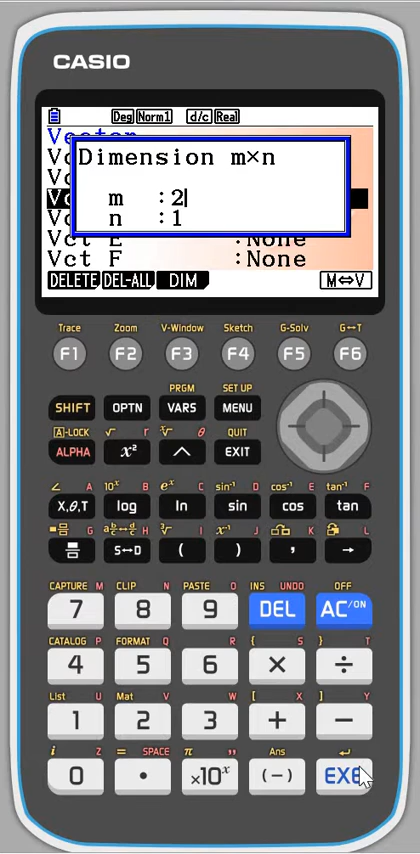 CASIO
Deg Norm1 d/c Real
Vector
Dimension m×n
m :2
n :1
Vct E :None
Vct F :None
DELETE DEL-ALL DIM M⇔V
Trace Zoom V-Window Sketch G-Solv G↔T
F1 F2 F3 F4 F5 F6
PRGM SET UP
SHIFT OPTN VARS MENU
A-LOCK √ r ˣ√ θ QUIT
ALPHA x² ^ EXIT
∠ A 10ˣ B eˣ C sin⁻¹ D cos⁻¹ E tan⁻¹ F
X,θ,T log ln sin cos tan
G a b/c↔d/c H ³√ I x⁻¹ J K L
S↔D ( ) , →
CAPTURE M CLIP N PASTE O INS UNDO OFF
7 8 9 DEL AC/ON
CATALOG P FORMAT Q R { S } T
4 5 6 × ÷
List U Mat V W [ X ] Y
1 2 3 + −
i Z = SPACE π " Ans ↵
0 . ×10ˣ (−) EXE